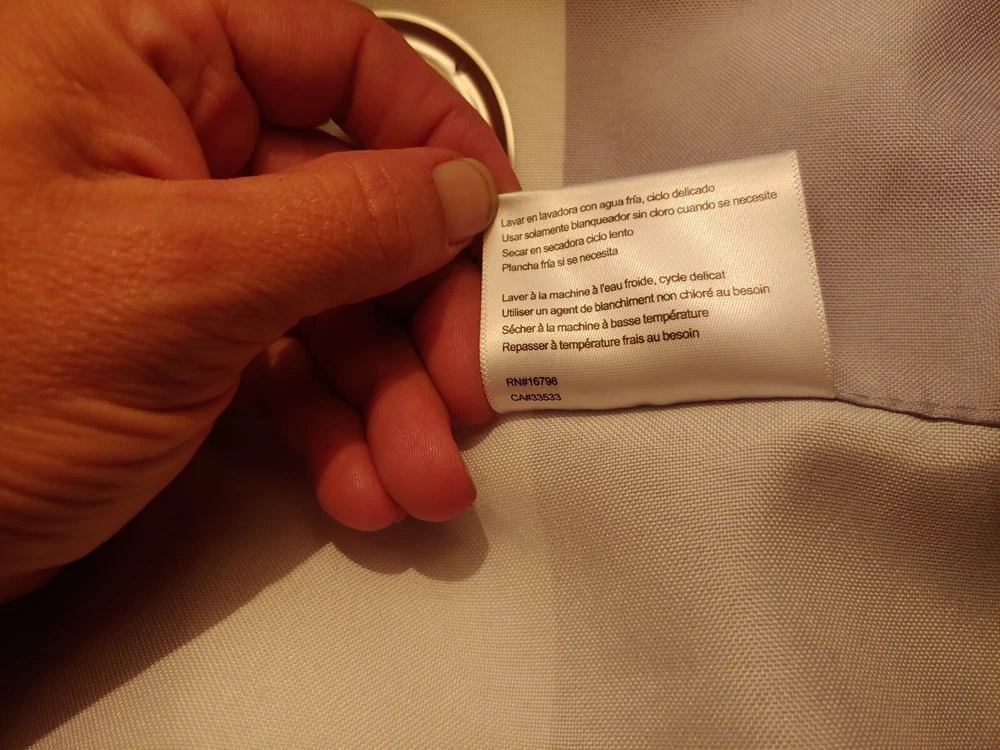 Lavar en lavadora con agua fría, ciclo delicado
Usar solamente blanqueador sin cloro cuando se necesite
Secar en secadora ciclo lento
Plancha fría si se necesita
Laver à la machine à l'eau froide, cycle delicat
Utiliser un agent de blanchiment non chloré au besoin
Sécher à la machine à basse température
Repasser à température frais au besoin
RN#16798
CA#33533